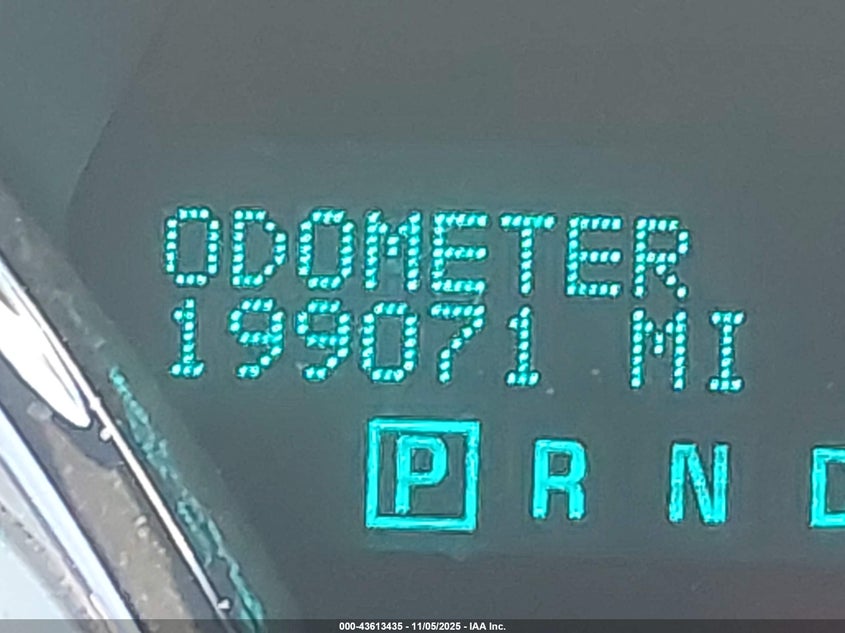 ODOMETER
199071 MI
P R N D
000-43613435 - 11/05/2025 - IAA Inc.